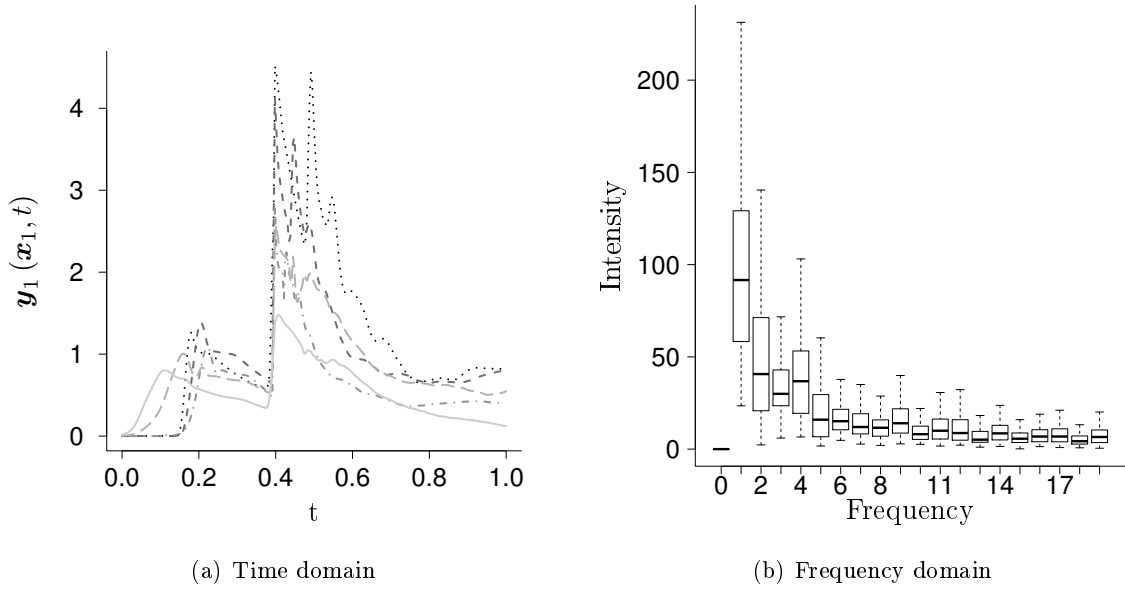 4
3
2
1
0
y₁ (x₁, t)
0.0 0.2 0.4 0.6 0.8 1.0
t
(a) Time domain
200
150
100
50
0
Intensity
0 2 4 6 8 11 14 17
Frequency
(b) Frequency domain